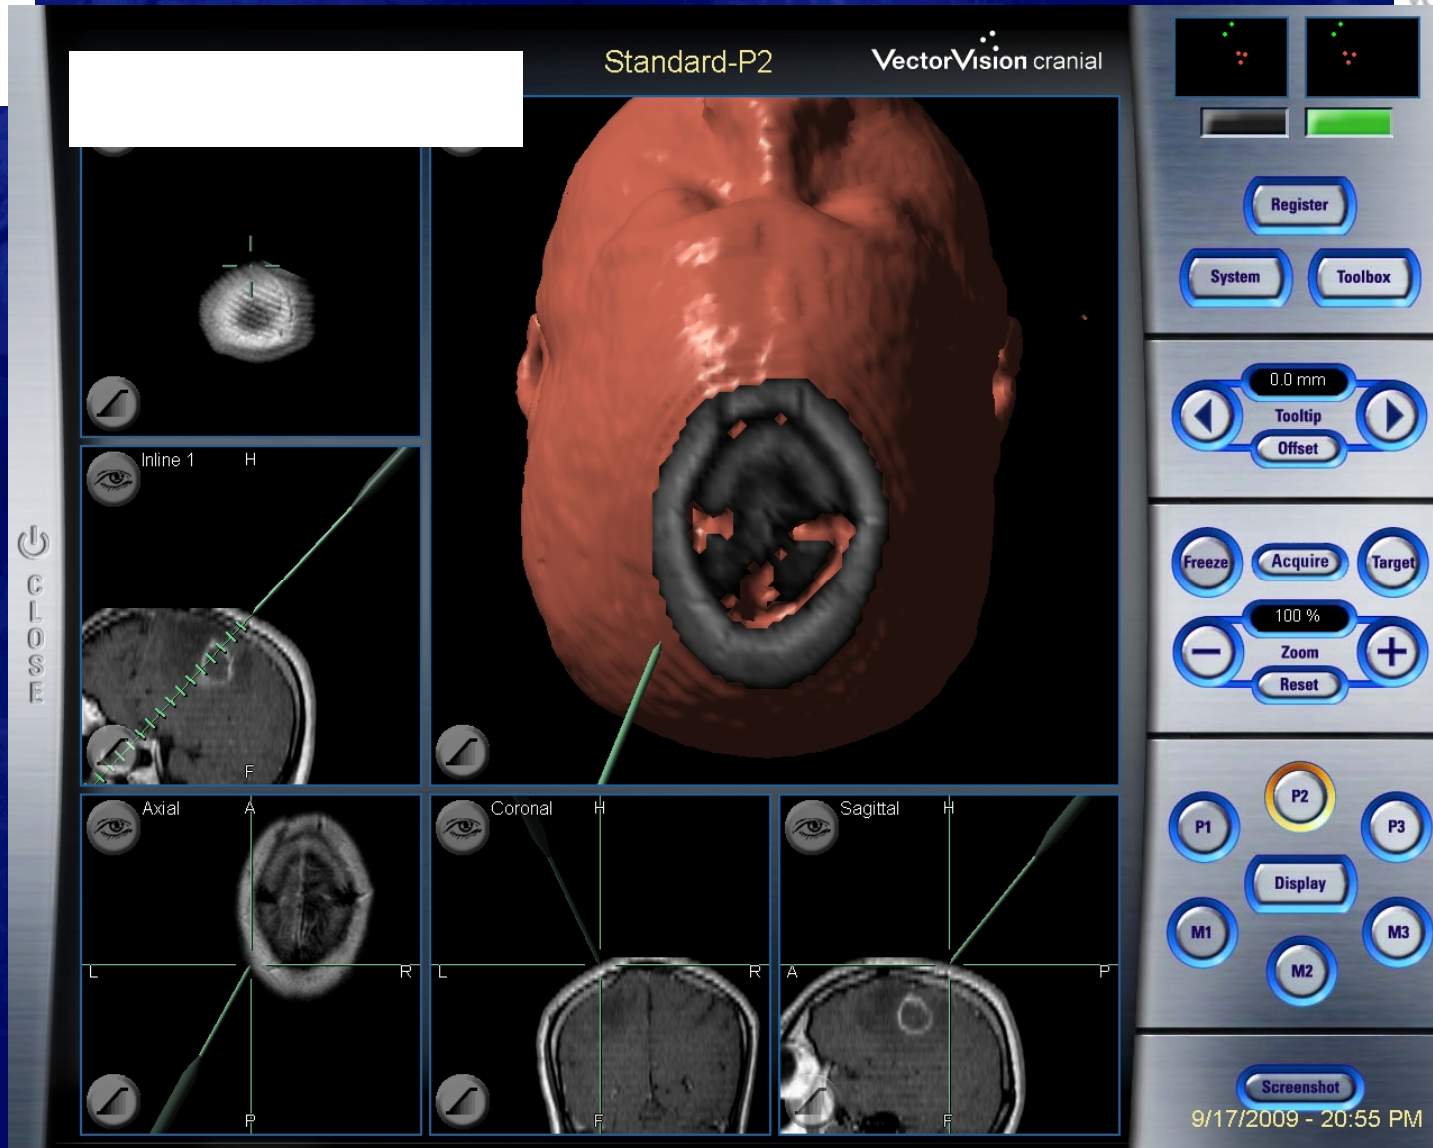 Standard-P2
VectorVision cranial
Register
System
Toolbox
0.0 mm
Tooltip
Offset
Inline 1
H
F
CLOSE
Freeze
Acquire
Target
100 %
Zoom
Reset
Axial
A
L
R
P
Coronal
H
L
R
F
Sagittal
H
A
P
F
P1
P2
P3
Display
M1
M2
M3
Screenshot
9/17/2009 - 20:55 PM